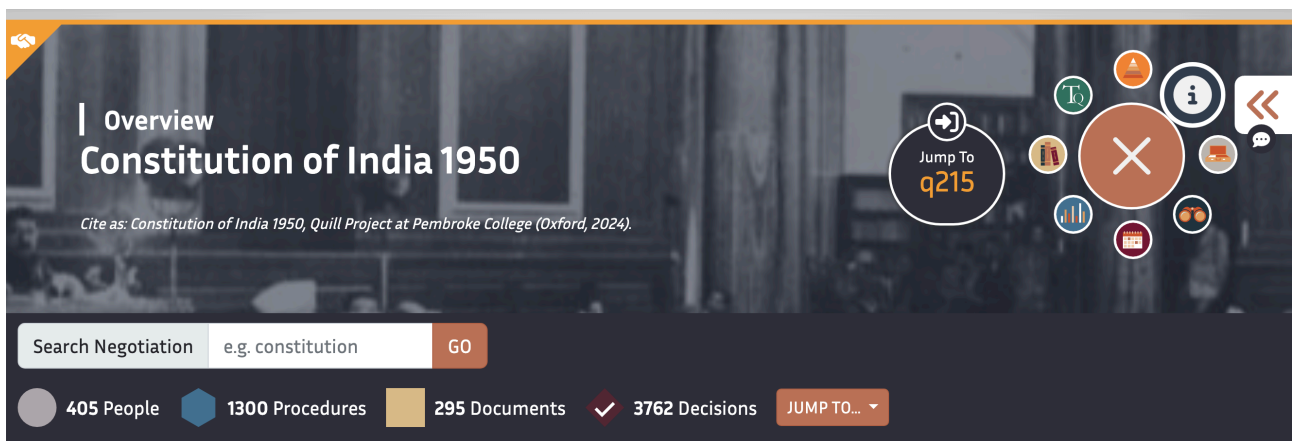 Overview
Constitution of India 1950
Cite as: Constitution of India 1950, Quill Project at Pembroke College (Oxford, 2024).
Jump To
q215
TQ
i
Search Negotiation e.g. constitution GO
405 People 1300 Procedures 295 Documents 3762 Decisions JUMP TO...